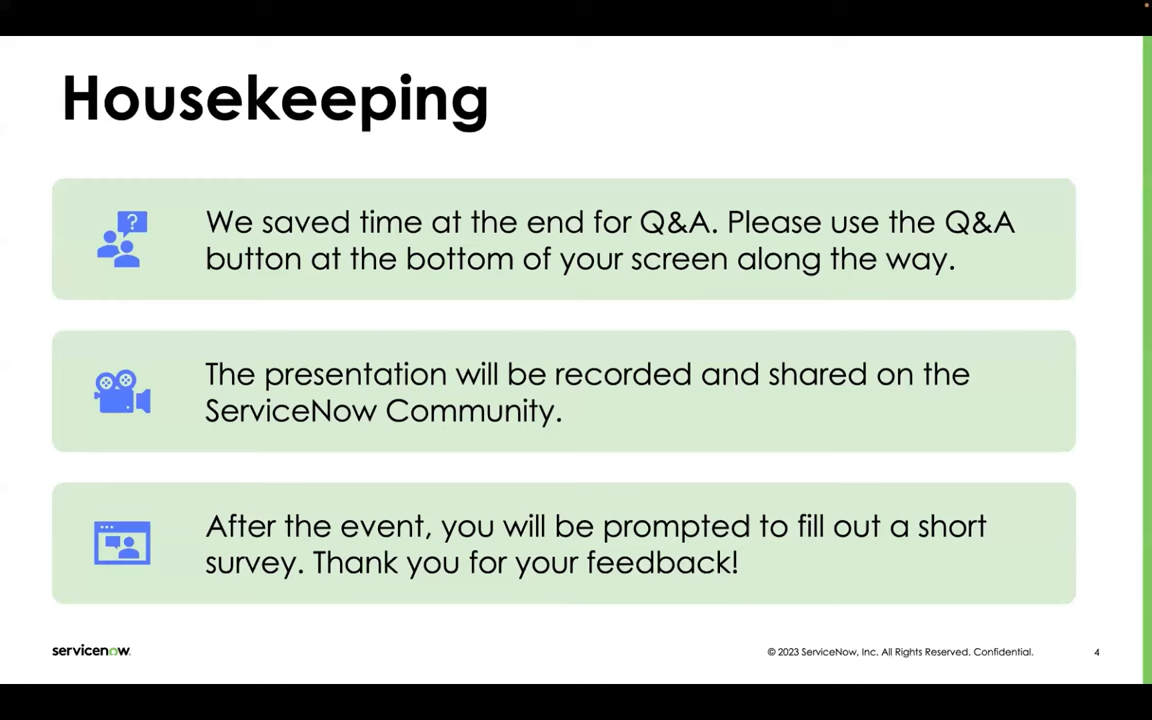 Housekeeping
?
We saved time at the end for Q&A. Please use the Q&A
button at the bottom of your screen along the way.
The presentation will be recorded and shared on the
ServiceNow Community.
After the event, you will be prompted to fill out a short
survey. Thank you for your feedback!
servicenow.
© 2023 ServiceNow, Inc. All Rights Reserved. Confidential.
4